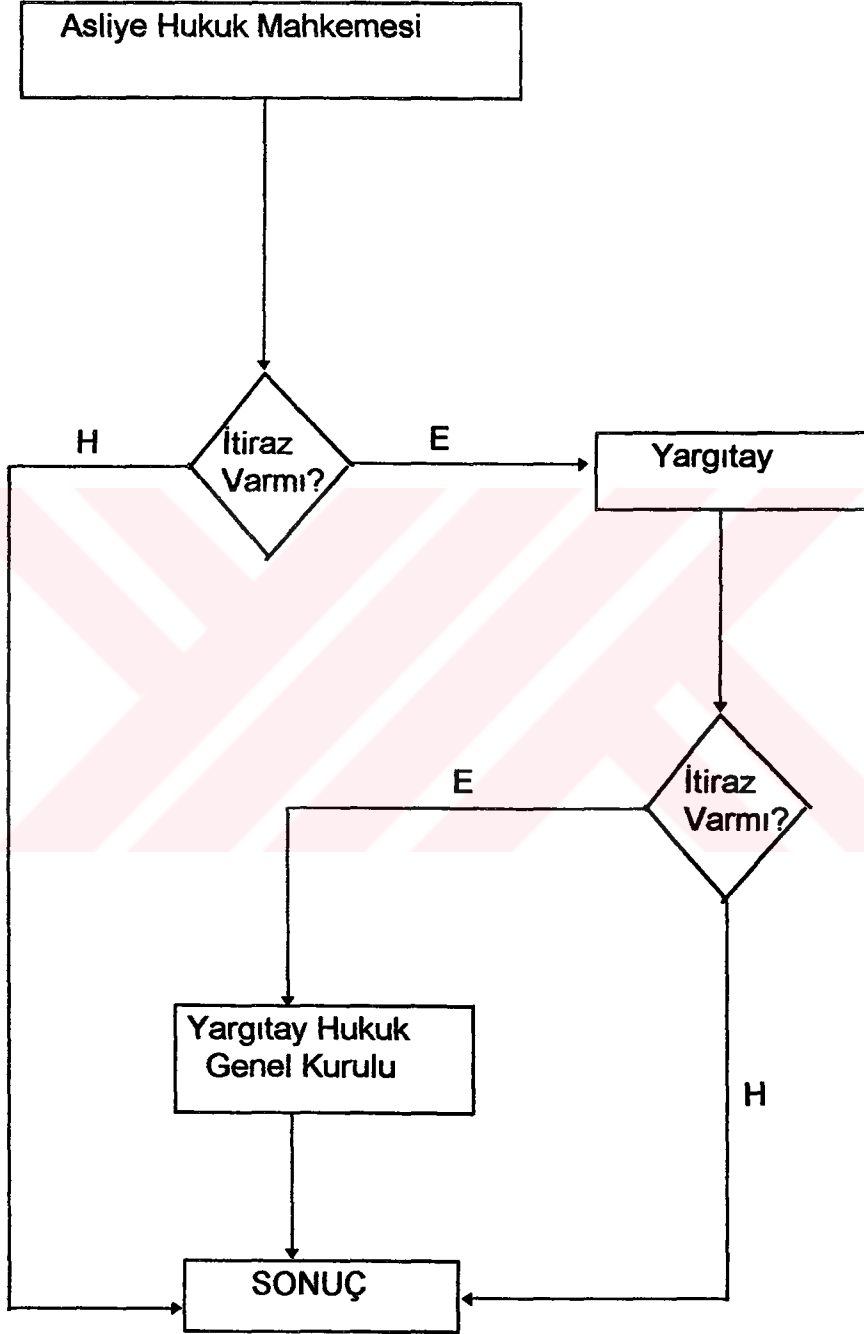 Asliye Hukuk Mahkemesi
H
İtiraz
Varmı?
E
Yargıtay
E
İtiraz
Varmı?
Yargıtay Hukuk
Genel Kurulu
H
SONUÇ